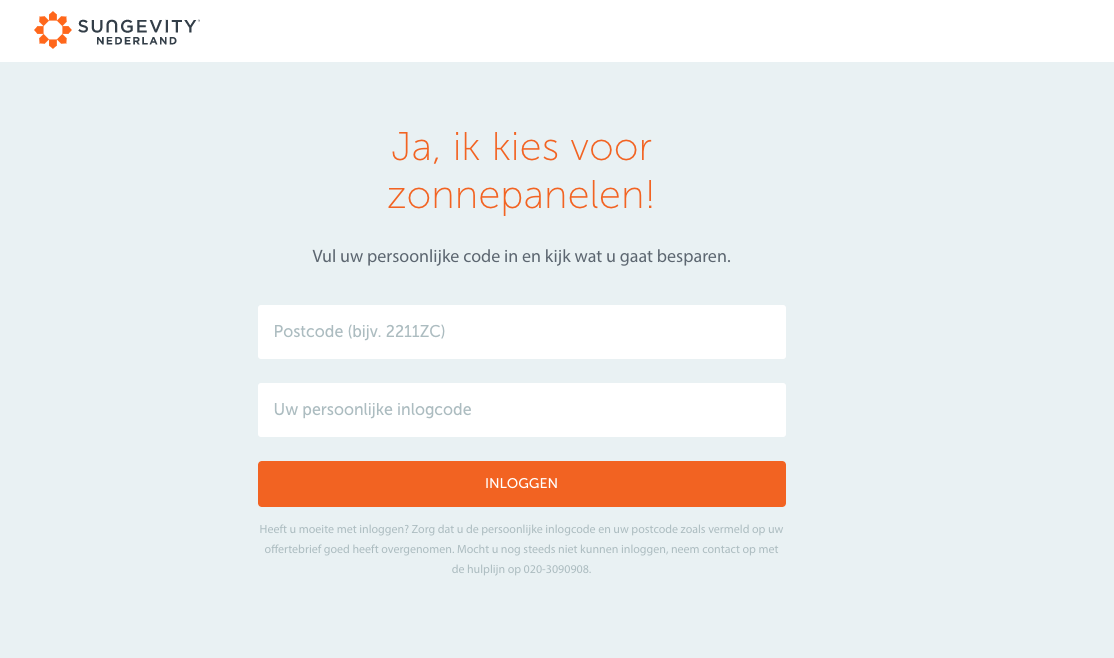 SUNGEVITY
NEDERLAND
Ja, ik kies voor
zonnepanelen!
Vul uw persoonlijke code in en kijk wat u gaat besparen.
Postcode (bijv. 2211ZC)
Uw persoonlijke inlogcode
INLOGGEN
Heeft u moeite met inloggen? Zorg dat u de persoonlijke inlogcode en uw postcode zoals vermeld op uw
offertebrief goed heeft overgenomen. Mocht u nog steeds niet kunnen inloggen, neem contact op met
de hulplijn op 020-3090908.